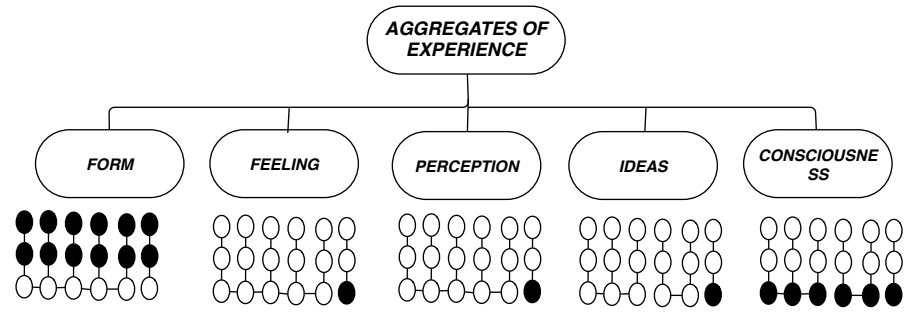 AGGREGATES OF
EXPERIENCE
FORM
FEELING
PERCEPTION
IDEAS
CONSCIOUSNE
SS